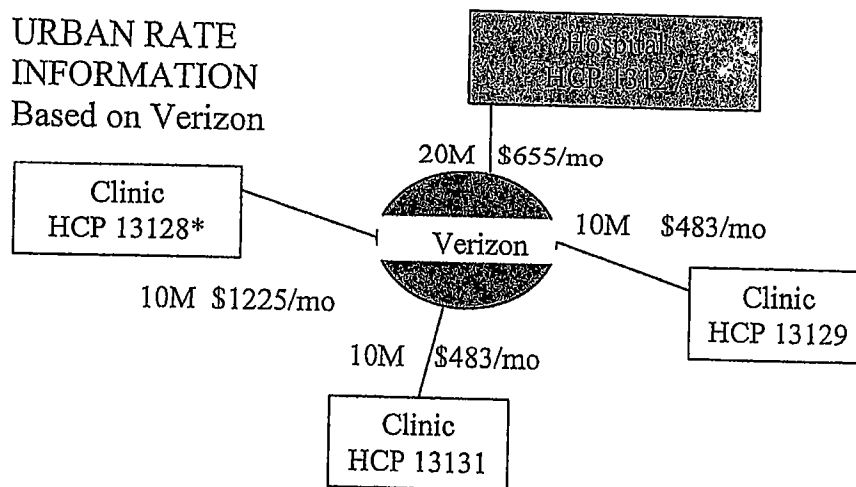 URBAN RATE
INFORMATION
Based on Verizon
Hospital
HCP 13127
20M $655/mo
Clinic
HCP 13128*
Verizon
10M $483/mo
10M $1225/mo
Clinic
HCP 13129
10M $483/mo
Clinic
HCP 13131